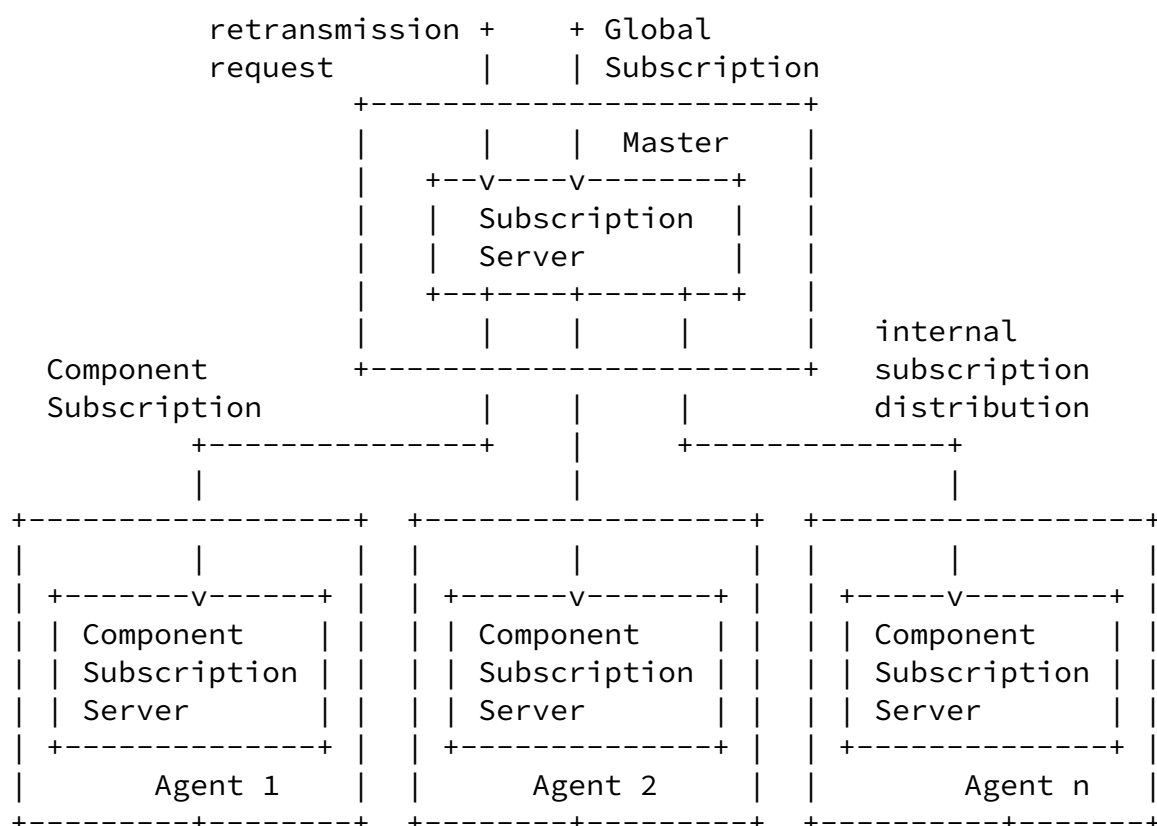 retransmission
request
Global
Subscription
Master
Subscription
Server
Component
Subscription
internal
subscription
distribution
Component
Subscription
Server
Agent 1
Component
Subscription
Server
Agent 2
Component
Subscription
Server
Agent n